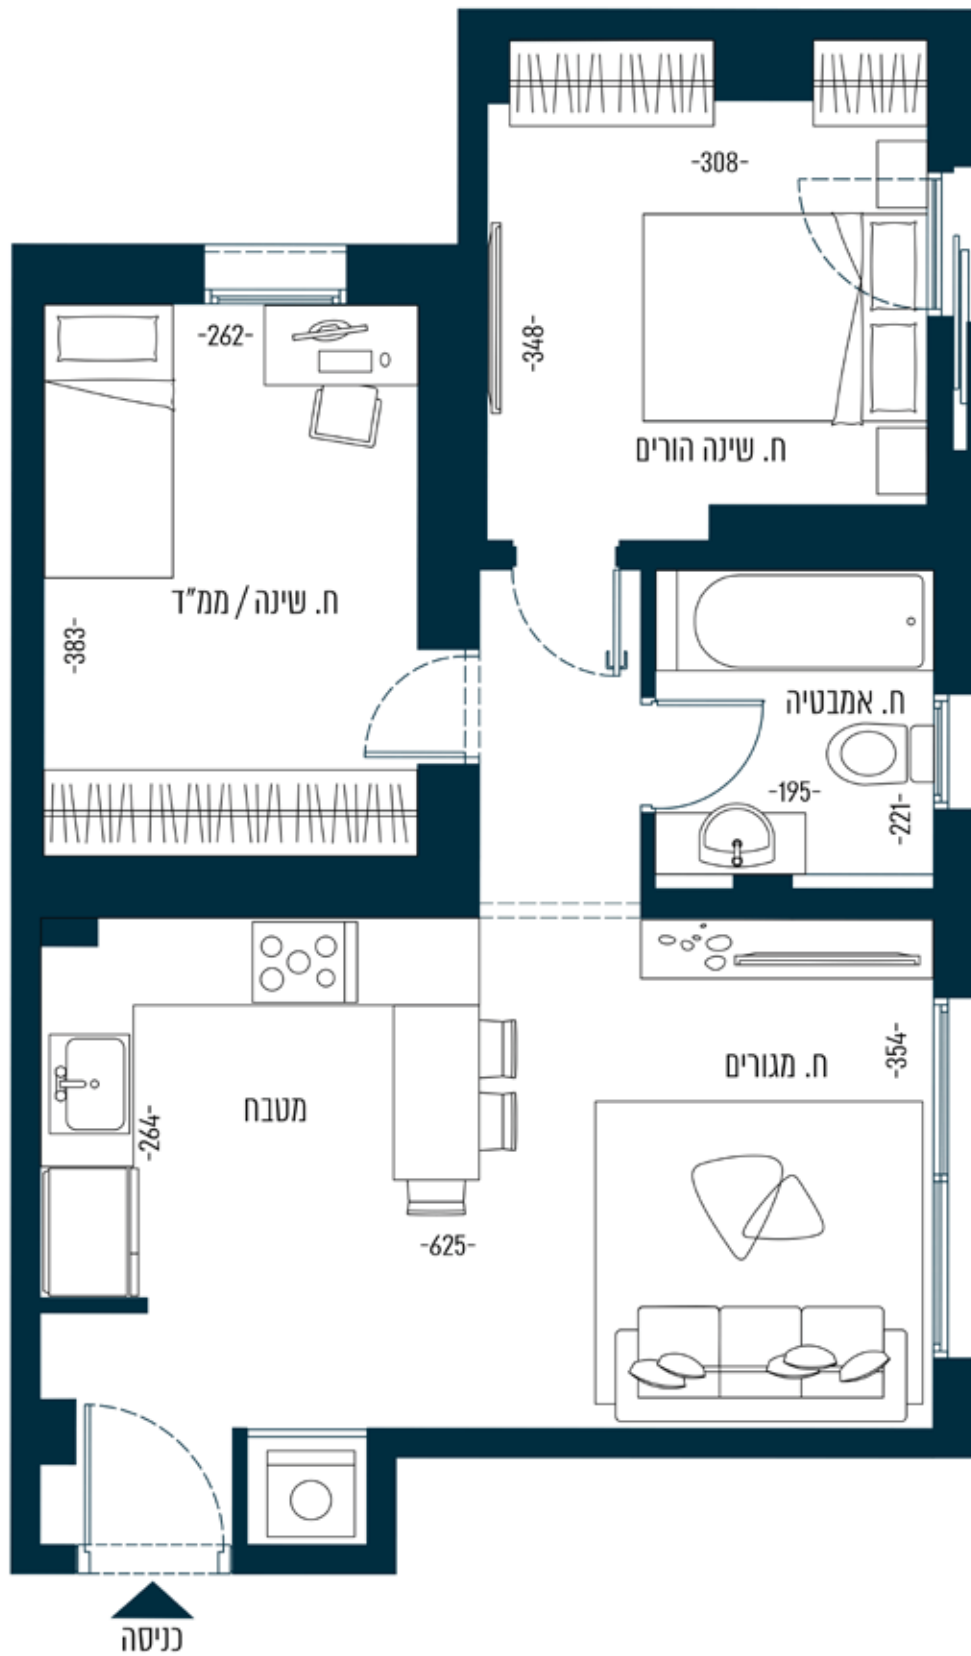 -308-
-262-
-348-
ח. שינה הורים
ח. שינה / ממ"ד
-383-
ח. אמבטיה
-195-
-221-
ח. מגורים
-354-
מטבח
-264-
-625-
כניסה